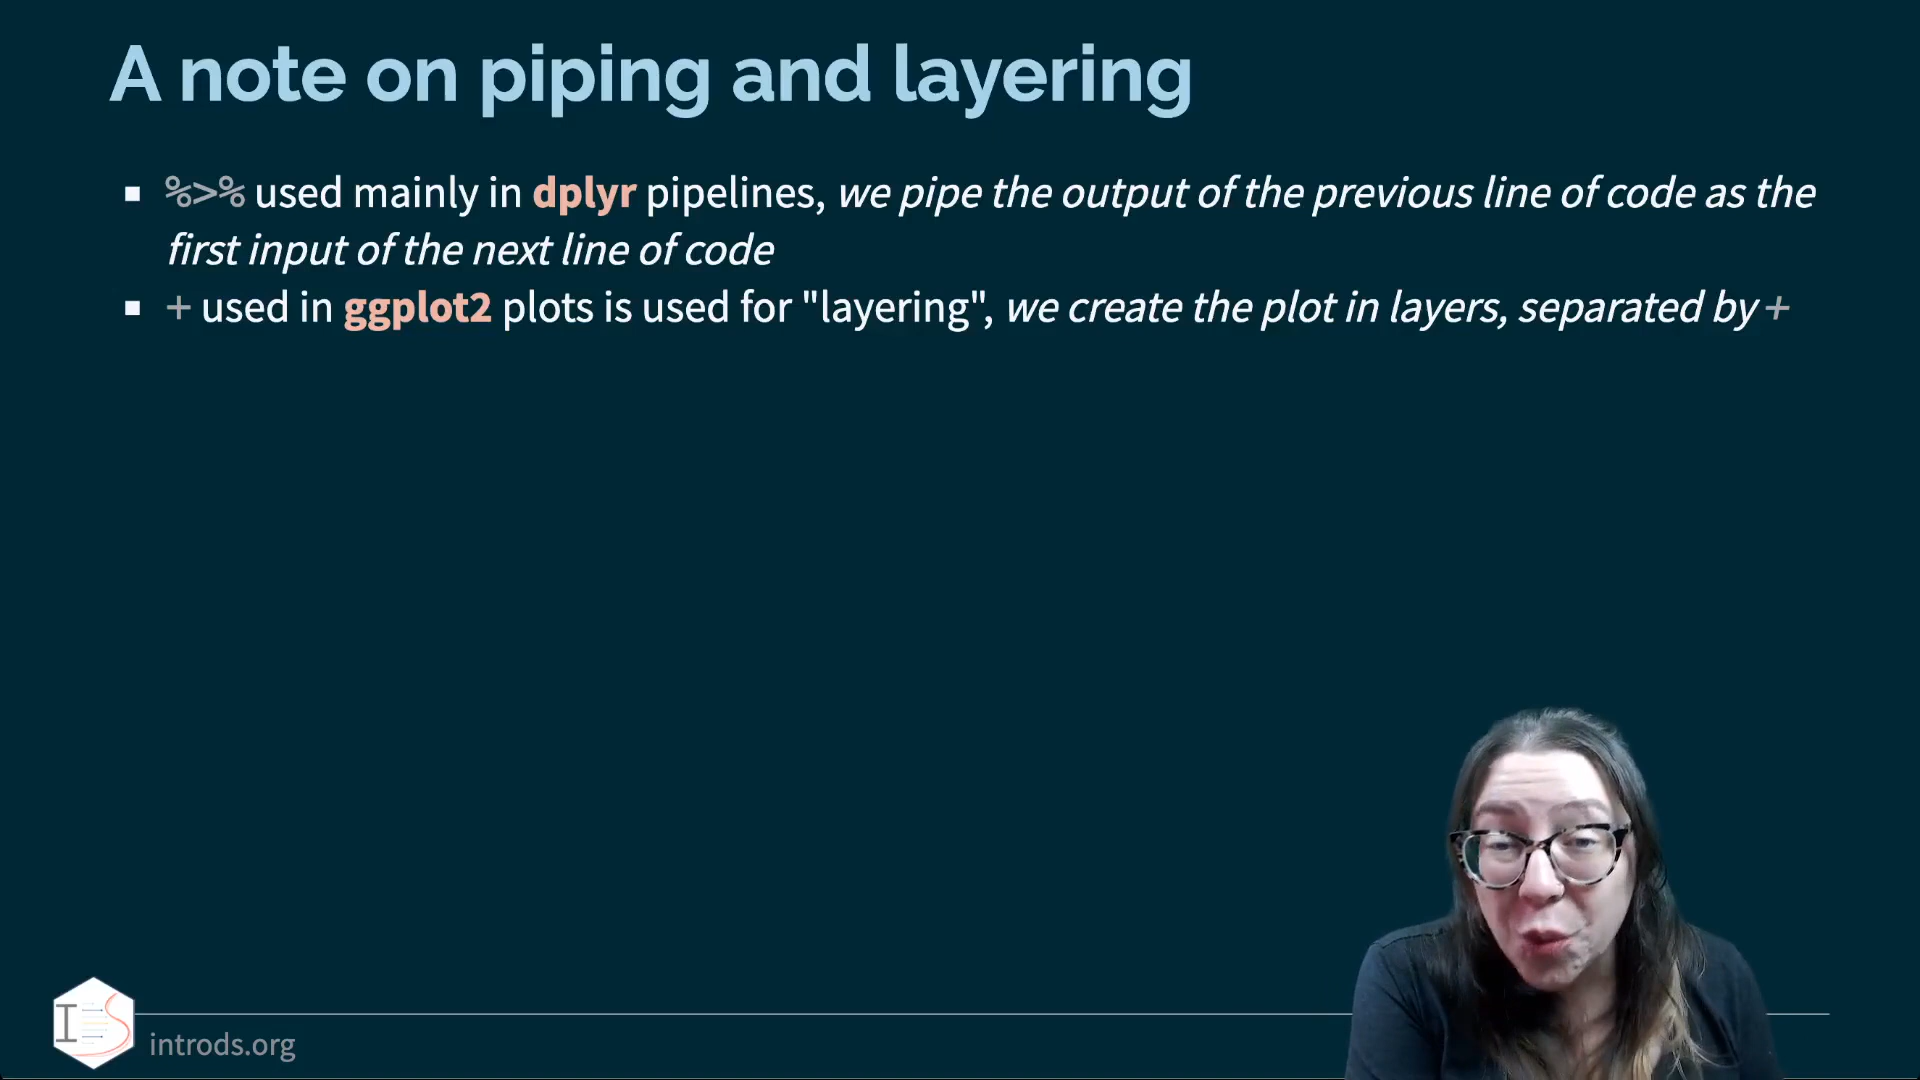 A note on piping and layering
%>% used mainly in dplyr pipelines, we pipe the output of the previous line of code as the
first input of the next line of code
+ used in ggplot2 plots is used for "layering", we create the plot in layers, separated by +
IDS
introds.org